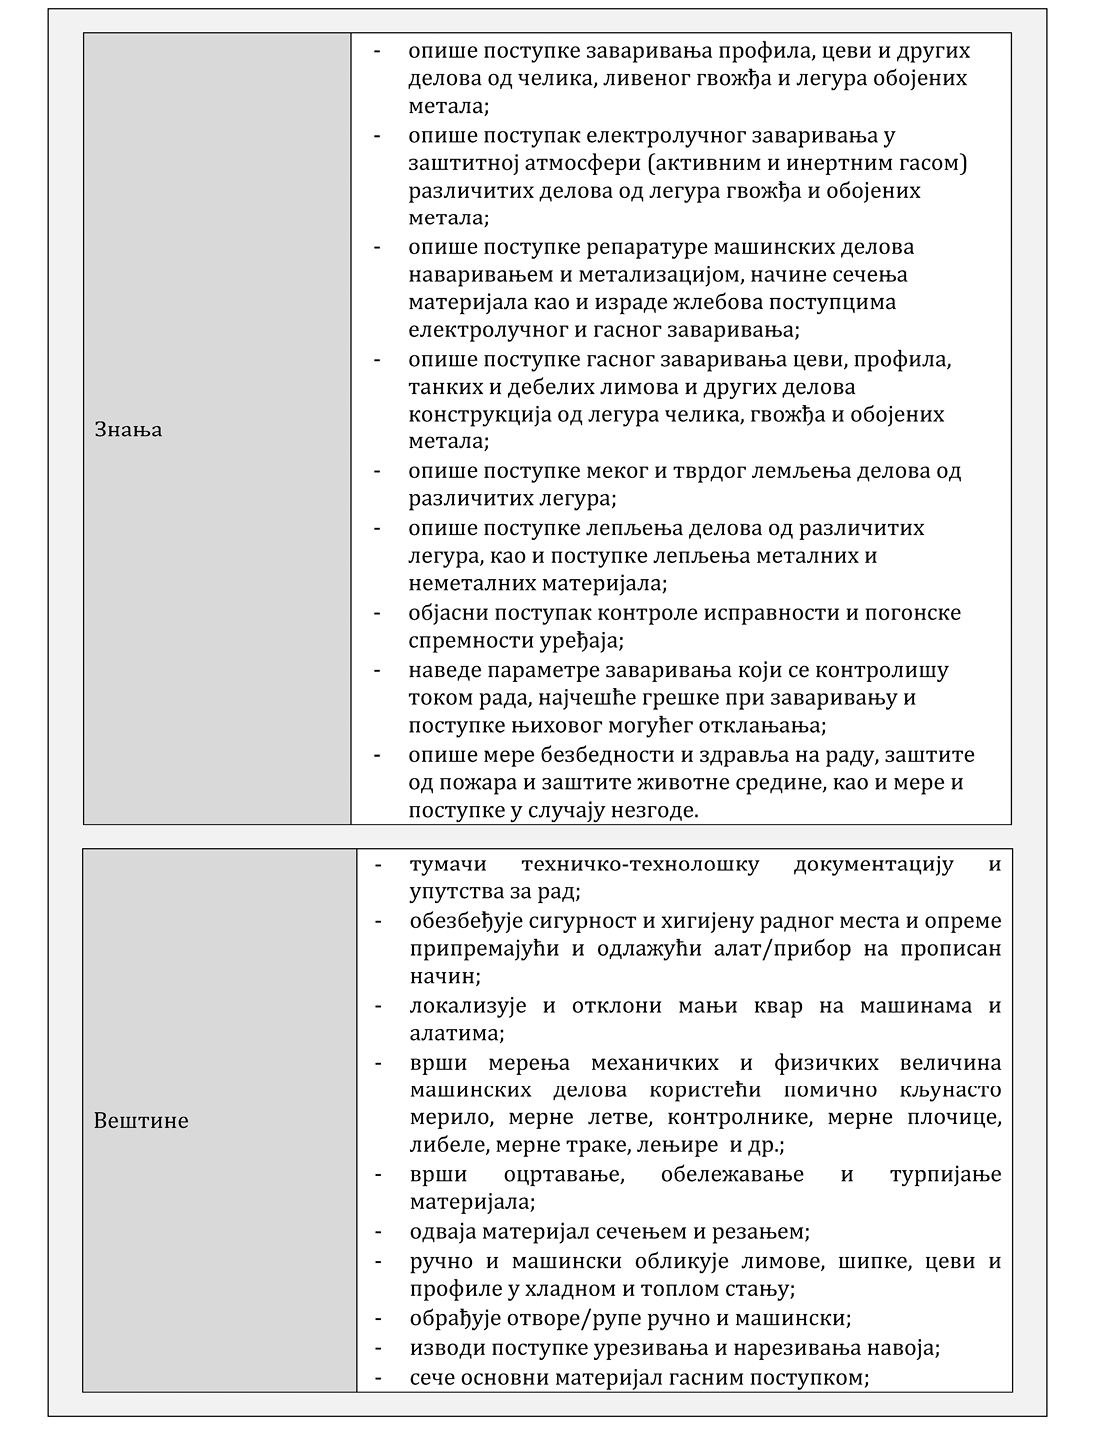 - опише поступке заваривања профила, цеви и других
делова од челика, ливеног гвожђа и легура обојених
метала;
- опише поступак електролучног заваривања у
заштитној атмосфери (активним и инертним гасом)
различитих делова од легура гвожђа и обојених
метала;
- опише поступке репаратуре машинских делова
наваривањем и метализацијом, начине сечења
материјала као и израде жлебова поступцима
електролучног и гасног заваривања;
- опише поступке гасног заваривања цеви, профила,
танких и дебелих лимова и других делова
конструкција од легура челика, гвожђа и обојених
Знања
метала;
- опише поступке меког и тврдог лемљења делова од
различитих легура;
- опише поступке лепљења делова од различитих
легура, као и поступке лепљења металних и
неметалних материјала;
- објасни поступак контроле исправности и погонске
спремности уређаја;
- наведе параметре заваривања који се контролишу
током рада, најчешће грешке при заваривању и
поступке њиховог могућег отклањања;
- опише мере безбедности и здравља на раду, заштите
од пожара и заштите животне средине, као и мере и
поступке у случају незгоде.
- тумачи техничко-технолошку документацију и
упутства за рад;
- обезбеђује сигурност и хигијену радног места и опреме
припремајући и одлажући алат/прибор на прописан
начин;
- локализује и отклони мањи квар на машинама и
алатима;
- врши мерења механичких и физичких величина
машинских делова користећи помично кљунасто
мерило, мерне летве, контролнике, мерне плочице,
Вештине
либеле, мерне траке, лењире и др.;
- врши оцртавање, обележавање и турпијање
материјала;
- одваја материјал сечењем и резањем;
- ручно и машински обликује лимове, шипке, цеви и
профиле у хладном и топлом стању;
- обрађује отворе/рупе ручно и машински;
- изводи поступке урезивања и нарезивања навоја;
- сече основни материјал гасним поступком;